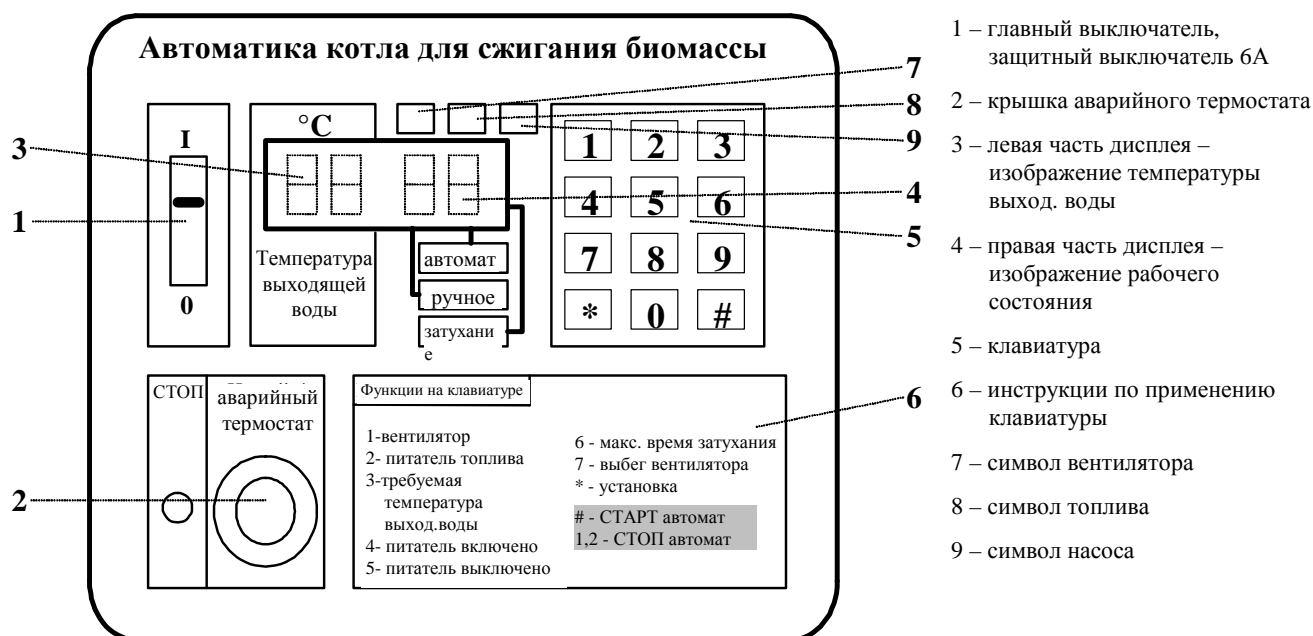 Автоматика котла для сжигания биомассы
7
8
9
3
1
4
5
I
0
°C
Температура
выходящей
воды
автомат
ручное
затухани
е
1 2 3
4 5 6
7 8 9
* 0 #
СТОП
аварийный
термостат
2
Функции на клавиатуре
1-вентилятор
2- питатель топлива
3-требуемая
температура
выход.воды
4- питатель включено
5- питатель выключено
6 - макс. время затухания
7 - выбег вентилятора
* - установка
# - СТАРТ автомат
1,2 - СТОП автомат
6
1 – главный выключатель,
защитный выключатель 6А
2 – крышка аварийного термостата
3 – левая часть дисплея –
изображение температуры
выход. воды
4 – правая часть дисплея –
изображение рабочего
состояния
5 – клавиатура
6 – инструкции по применению
клавиатуры
7 – символ вентилятора
8 – символ топлива
9 – символ насоса